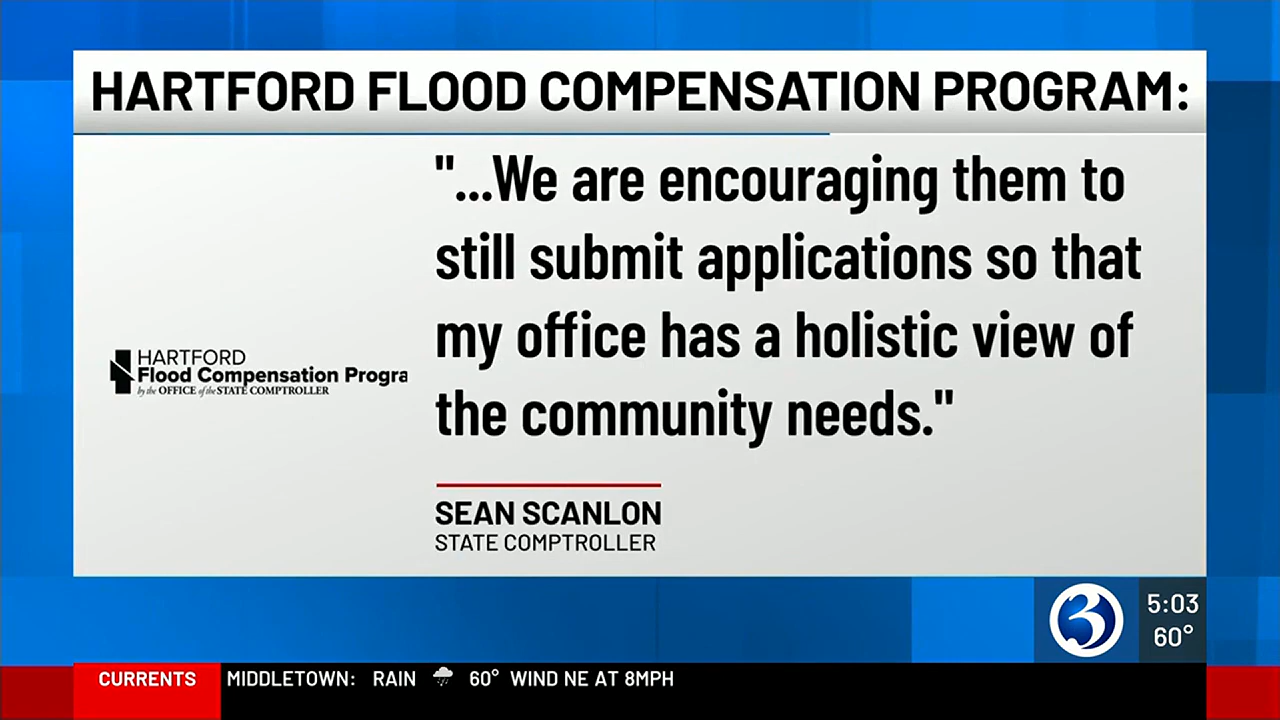 HARTFORD FLOOD COMPENSATION PROGRAM:
"...We are encouraging them to
still submit applications so that
my office has a holistic view of
the community needs."
HARTFORD
Flood Compensation Progra
by the OFFICE of the STATE COMPTROLLER
SEAN SCANLON
STATE COMPTROLLER
3
5:03
60°
CURRENTS MIDDLETOWN: RAIN 60° WIND NE AT 8MPH